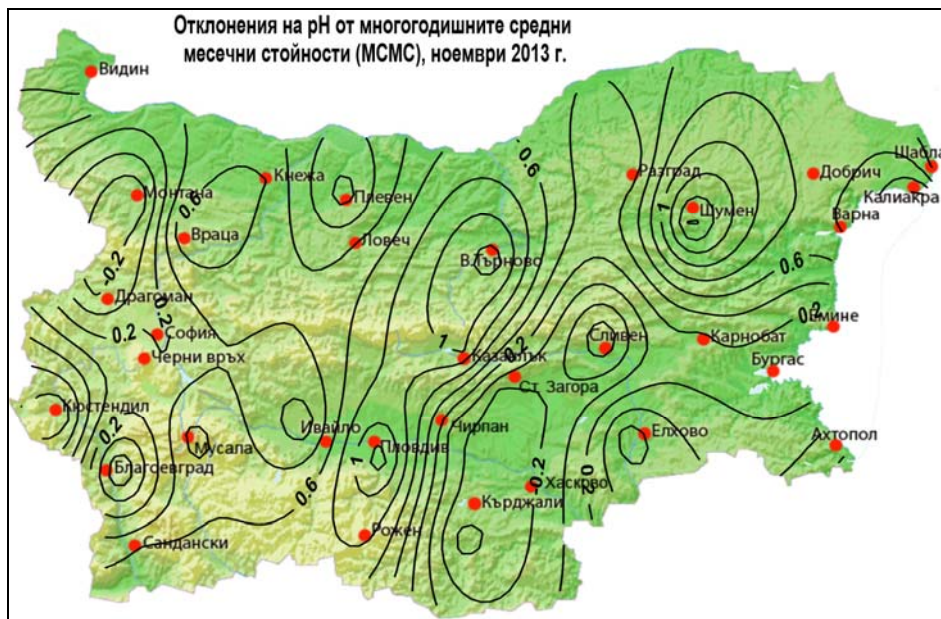 Отклонения на pH от многогодишните средни
месечни стойности (МСМС), ноември 2013 г.
Видин
0.6
Кнежа
Разград
Шабла
Добрич
Монтана
Плевен
Калиакра
0.6
1
Шумен
1
Варна
Враца
Ловеч
В.Търново
0.6
-0.2
Драгоман
0.2
0.2
Емине
0.2
София
Сливен
Карнобат
Черни връх
1
Казанлък
0.2
Бургас
Ст. Загора
Кюстендил
0.2
Ивайло
Чирпан
Мусала
Пловдив
Елхово
Ахтопол
Благоевград
1
-0.2
0.2
0.6
Хасково
Кърджали
Рожен
Сандански